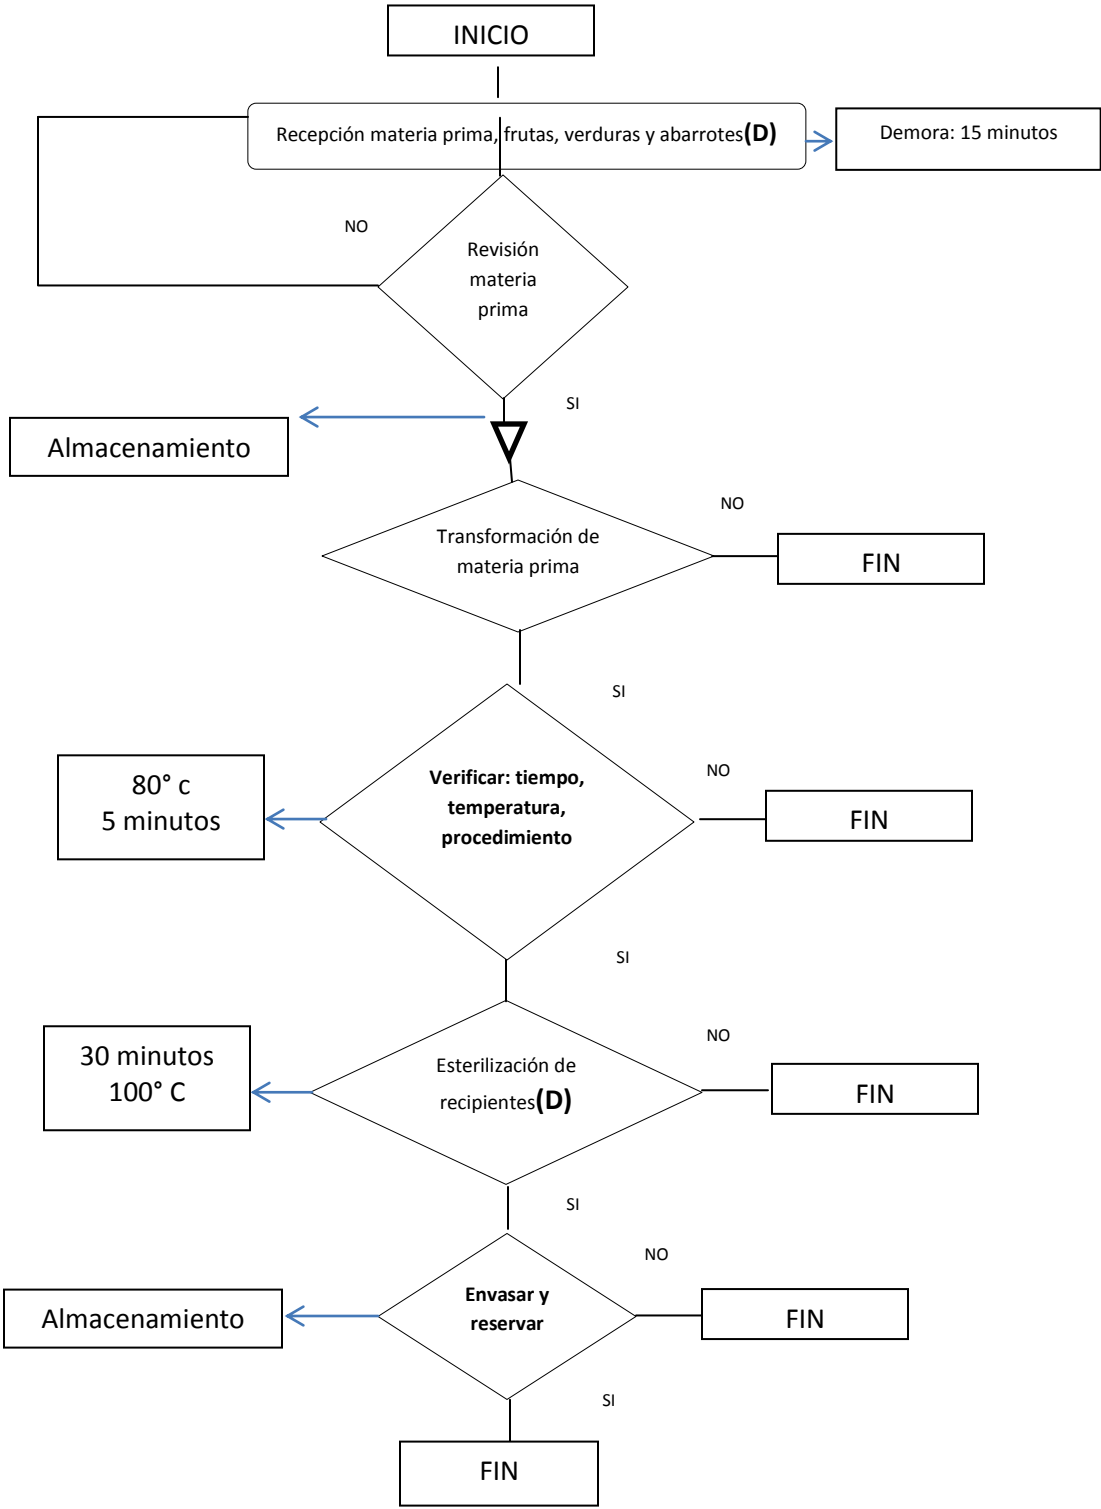 INICIO
Recepción materia prima, frutas, verduras y abarrotes(D)
Demora: 15 minutos
NO
Revisión
materia
prima
SI
Almacenamiento
NO
Transformación de
materia prima
FIN
SI
NO
Verificar: tiempo,
temperatura,
procedimiento
80° c
5 minutos
FIN
SI
NO
30 minutos
100° C
Esterilización de
recipientes(D)
FIN
SI
NO
Almacenamiento
Envasar y
reservar
FIN
SI
FIN